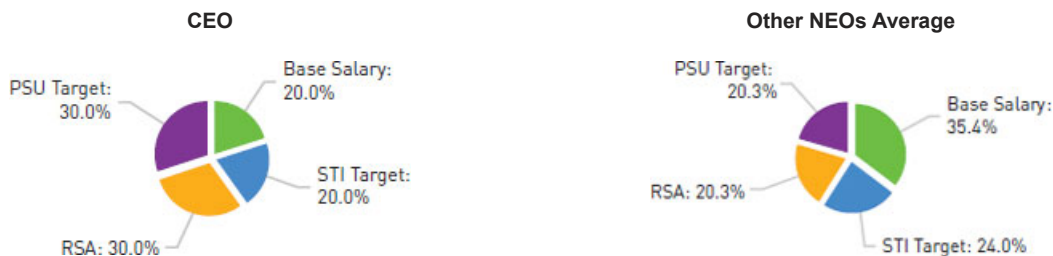 CEO
PSU Target:
30.0%
Base Salary:
20.0%
STI Target:
20.0%
RSA: 30.0%
Other NEOs Average
PSU Target:
20.3%
Base Salary:
35.4%
RSA: 20.3%
STI Target: 24.0%